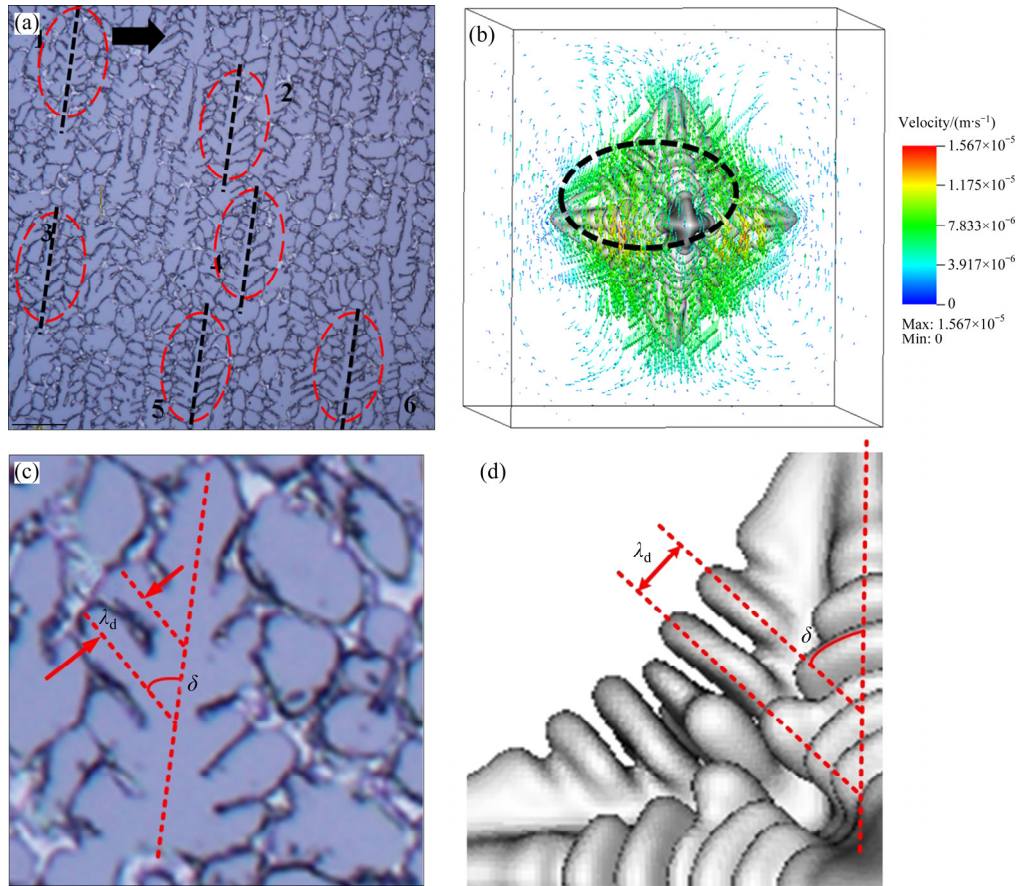 (a)
1
2
3
4
5
6
(b)
Velocity/(m·s⁻¹)
1.567×10⁻⁵
1.175×10⁻⁵
7.833×10⁻⁶
3.917×10⁻⁶
0
Max: 1.567×10⁻⁵
Min: 0
(c)
λd
δ
(d)
λd
δ